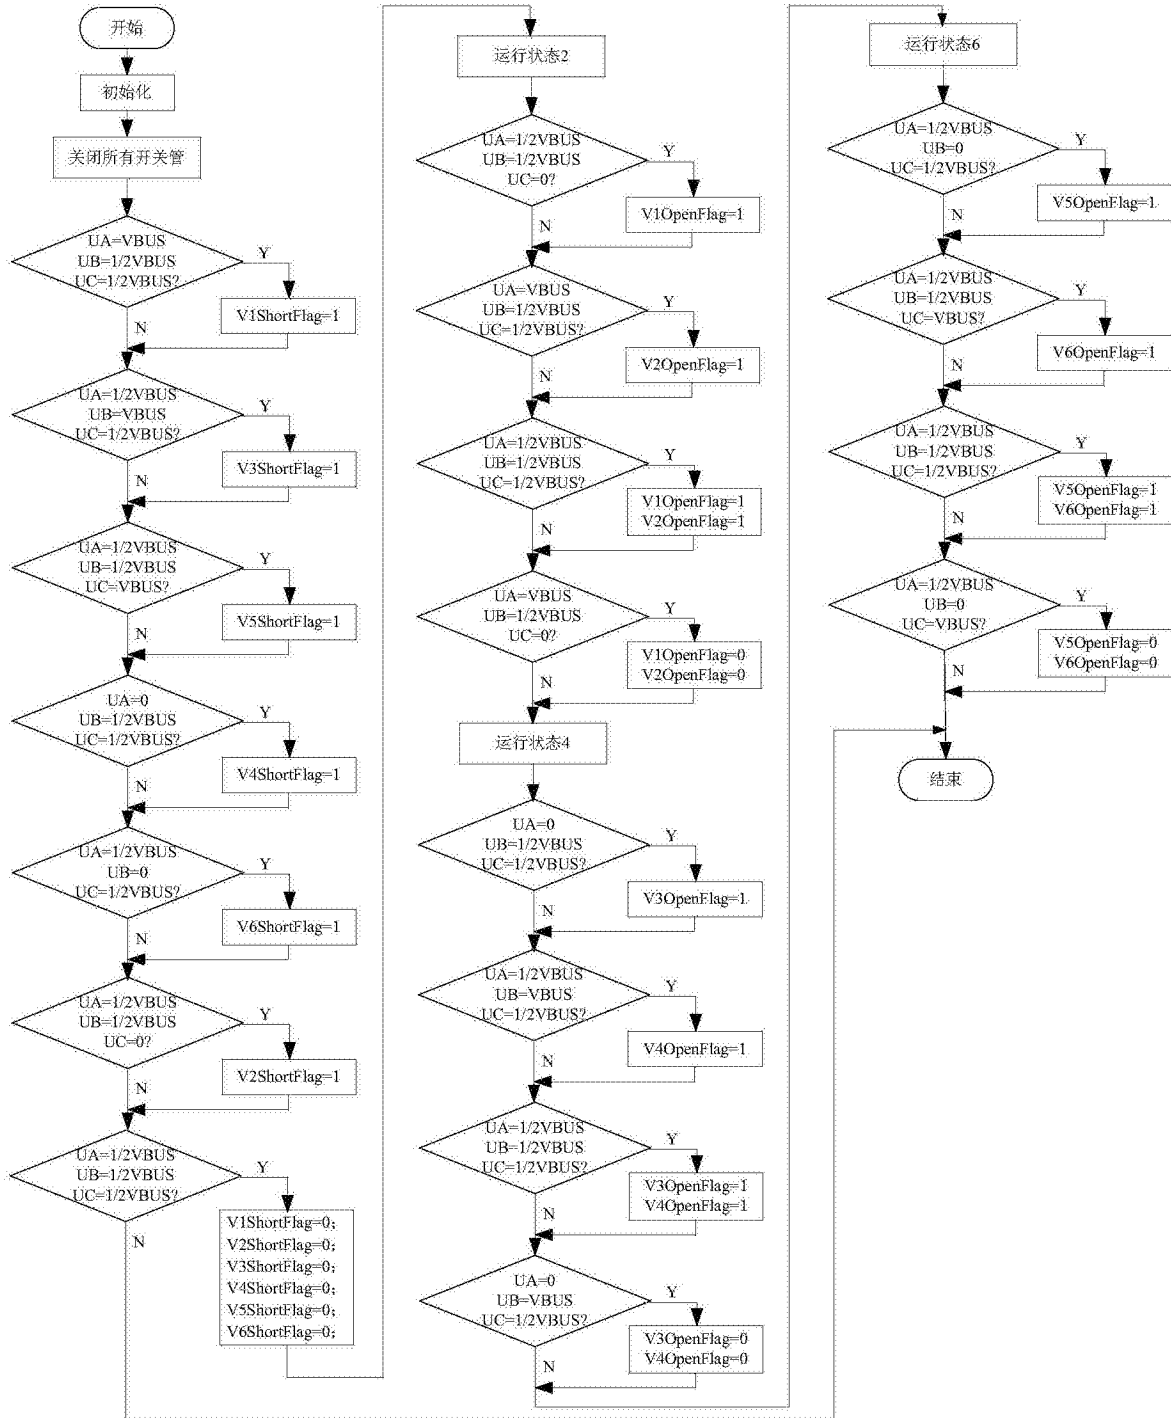 开始
初始化
关闭所有开关管
UA=VBUS
UB=1/2VBUS
UC=1/2VBUS?
Y
V1ShortFlag=1
N
UA=1/2VBUS
UB=VBUS
UC=1/2VBUS?
Y
V3ShortFlag=1
N
UA=1/2VBUS
UB=1/2VBUS
UC=VBUS?
Y
V5ShortFlag=1
N
UA=0
UB=1/2VBUS
UC=1/2VBUS?
Y
V4ShortFlag=1
N
UA=1/2VBUS
UB=0
UC=1/2VBUS?
Y
V6ShortFlag=1
N
UA=1/2VBUS
UB=1/2VBUS
UC=0?
Y
V2ShortFlag=1
N
UA=1/2VBUS
UB=1/2VBUS
UC=1/2VBUS?
Y
N
V1ShortFlag=0;
V2ShortFlag=0;
V3ShortFlag=0;
V4ShortFlag=0;
V5ShortFlag=0;
V6ShortFlag=0;
运行状态2
UA=1/2VBUS
UB=1/2VBUS
UC=0?
Y
V1OpenFlag=1
N
UA=VBUS
UB=1/2VBUS
UC=1/2VBUS?
Y
V2OpenFlag=1
N
UA=1/2VBUS
UB=1/2VBUS
UC=1/2VBUS?
Y
V1OpenFlag=1
V2OpenFlag=1
N
UA=VBUS
UB=1/2VBUS
UC=0?
Y
V1OpenFlag=0
V2OpenFlag=0
N
运行状态4
UA=0
UB=1/2VBUS
UC=1/2VBUS?
Y
V3OpenFlag=1
N
UA=1/2VBUS
UB=VBUS
UC=1/2VBUS?
Y
V4OpenFlag=1
N
UA=1/2VBUS
UB=1/2VBUS
UC=1/2VBUS?
Y
V3OpenFlag=1
V4OpenFlag=1
N
UA=0
UB=VBUS
UC=1/2VBUS?
Y
V3OpenFlag=0
V4OpenFlag=0
N
运行状态6
UA=1/2VBUS
UB=0
UC=1/2VBUS?
Y
V5OpenFlag=1
N
UA=1/2VBUS
UB=1/2VBUS
UC=VBUS?
Y
V6OpenFlag=1
N
UA=1/2VBUS
UB=1/2VBUS
UC=1/2VBUS?
Y
V5OpenFlag=1
V6OpenFlag=1
N
UA=1/2VBUS
UB=0
UC=VBUS?
Y
V5OpenFlag=0
V6OpenFlag=0
N
结束